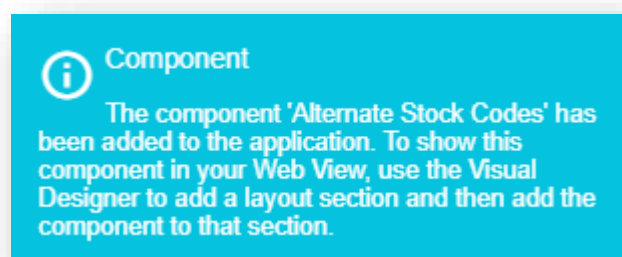 Component
The component 'Alternate Stock Codes' has
been added to the application. To show this
component in your Web View, use the Visual
Designer to add a layout section and then add the
component to that section.